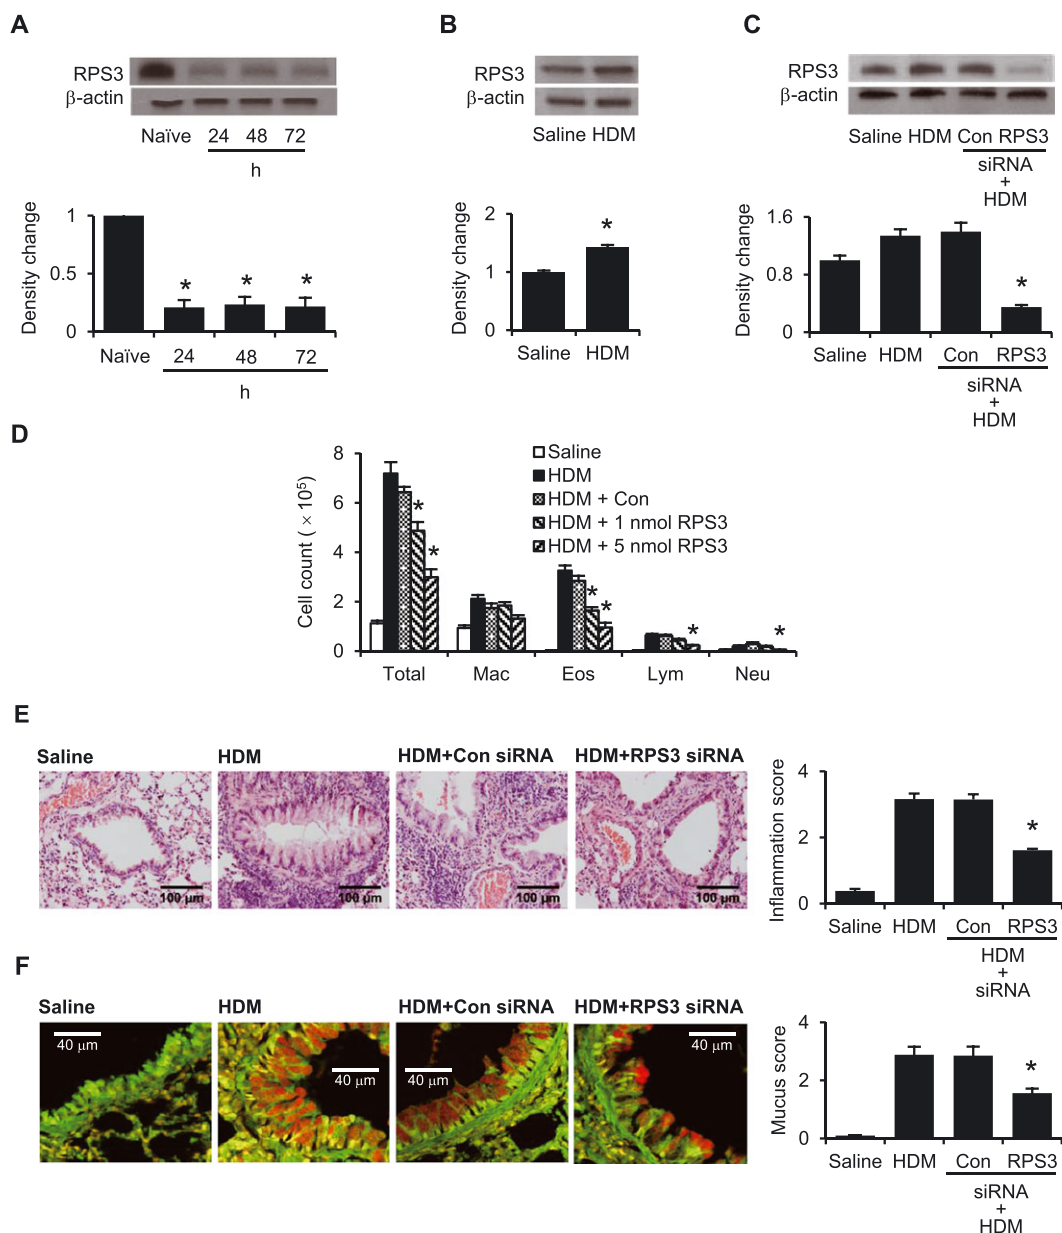 A
RPS3
β-actin
Naïve 24 48 72
h
Density change
1
0.5
0
* * *
Naïve 24 48 72
h
B
RPS3
β-actin
Saline HDM
Density change
2
1
0
*
Saline HDM
C
RPS3
β-actin
Saline HDM Con RPS3
siRNA
+
HDM
Density change
1.6
0.8
0
*
Saline HDM Con RPS3
siRNA
+
HDM
D
Cell count ( × 10⁵)
8
6
4
2
0
Saline
HDM
HDM + Con
HDM + 1 nmol RPS3
HDM + 5 nmol RPS3
* * * * * *
Total Mac Eos Lym Neu
E
Saline HDM HDM+Con siRNA HDM+RPS3 siRNA
100 μm 100 μm 100 μm 100 μm
Inflammation score
4
2
0
*
Saline HDM Con RPS3
HDM
+
siRNA
F
Saline HDM HDM+Con siRNA HDM+RPS3 siRNA
40 μm 40 μm 40 μm 40 μm
Mucus score
4
2
0
*
Saline HDM Con RPS3
siRNA
+
HDM